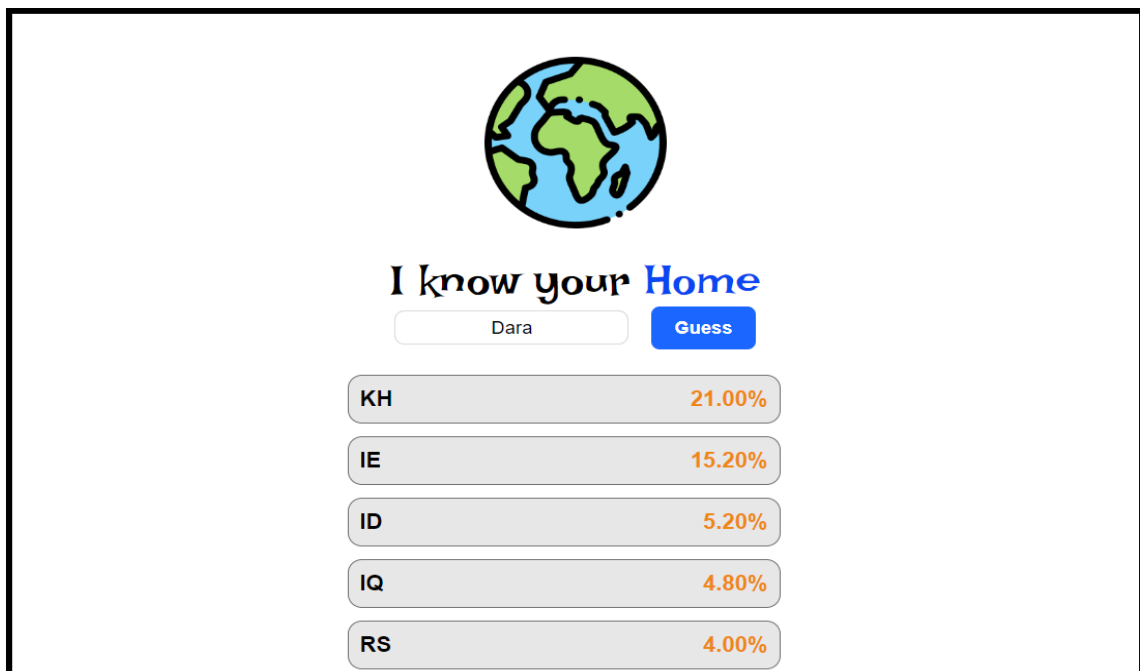 I know your Home
Dara Guess
KH 21.00%
IE 15.20%
ID 5.20%
IQ 4.80%
RS 4.00%